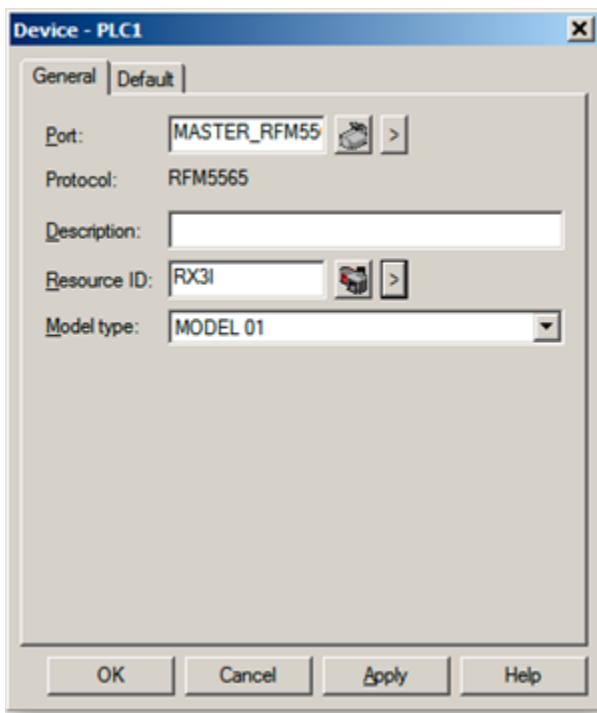 Device - PLC1
General Default
Port: MASTER_RFM55 >
Protocol: RFM5565
Description:
Resource ID: RX3I >
Model type: MODEL 01
OK Cancel Apply Help